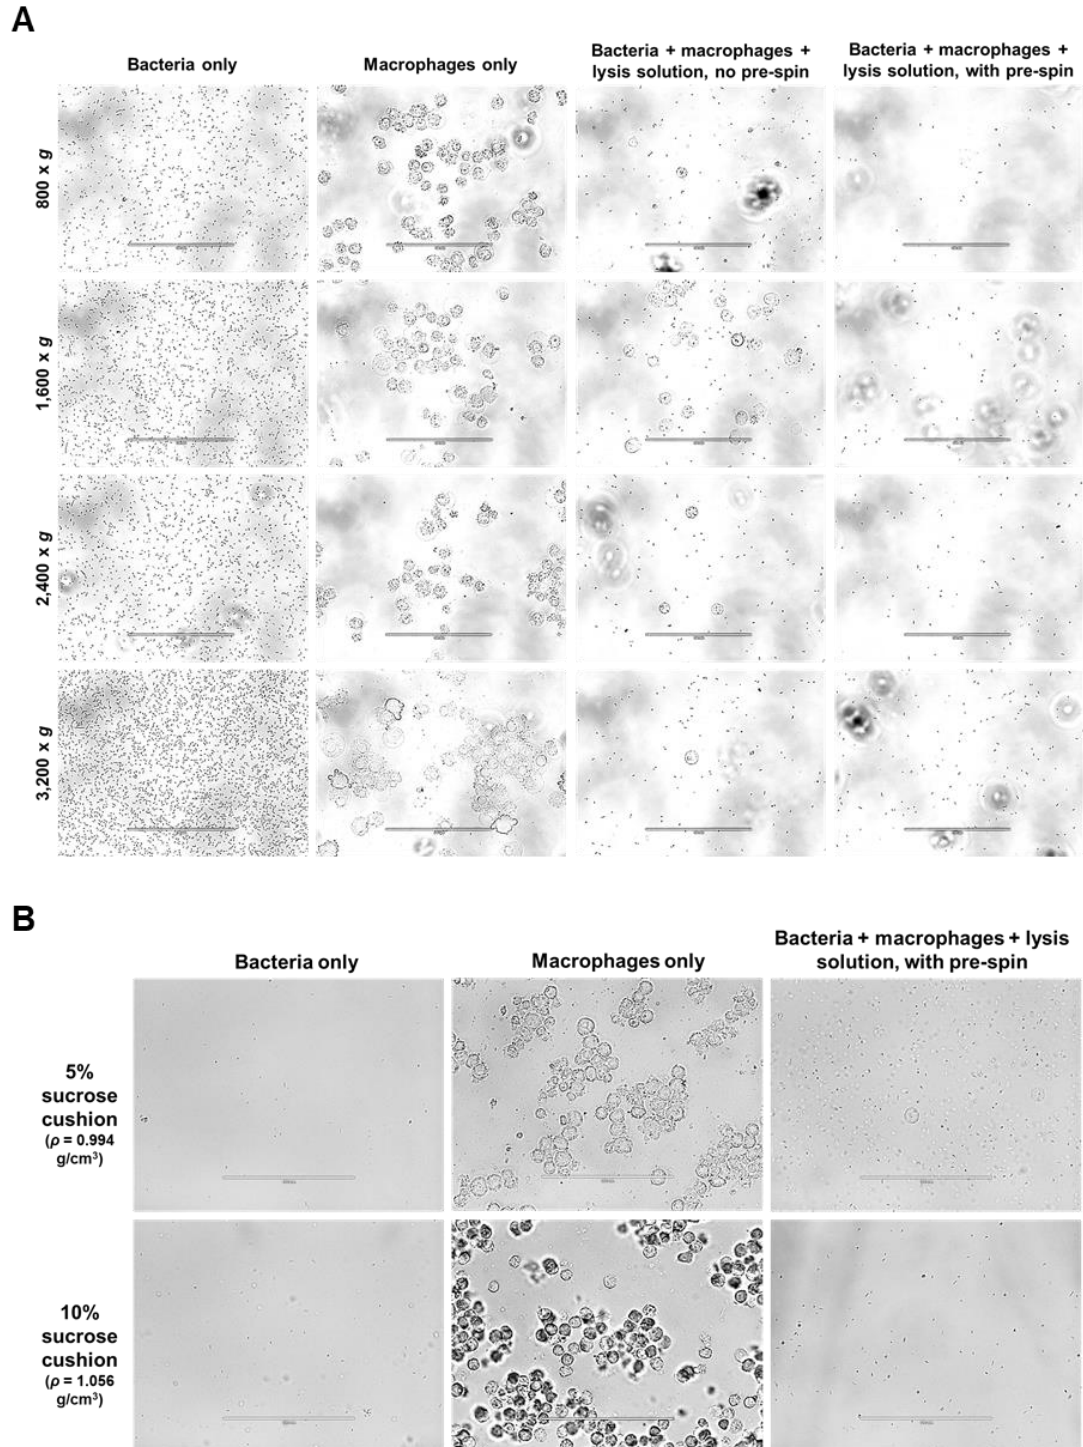 A
Bacteria only
Macrophages only
Bacteria + macrophages +
lysis solution, no pre-spin
Bacteria + macrophages +
lysis solution, with pre-spin
800 x g
1,600 x g
2,400 x g
3,200 x g
B
Bacteria only
Macrophages only
Bacteria + macrophages + lysis
solution, with pre-spin
5%
sucrose
cushion
(ρ = 0.994
g/cm³)
10%
sucrose
cushion
(ρ = 1.056
g/cm³)